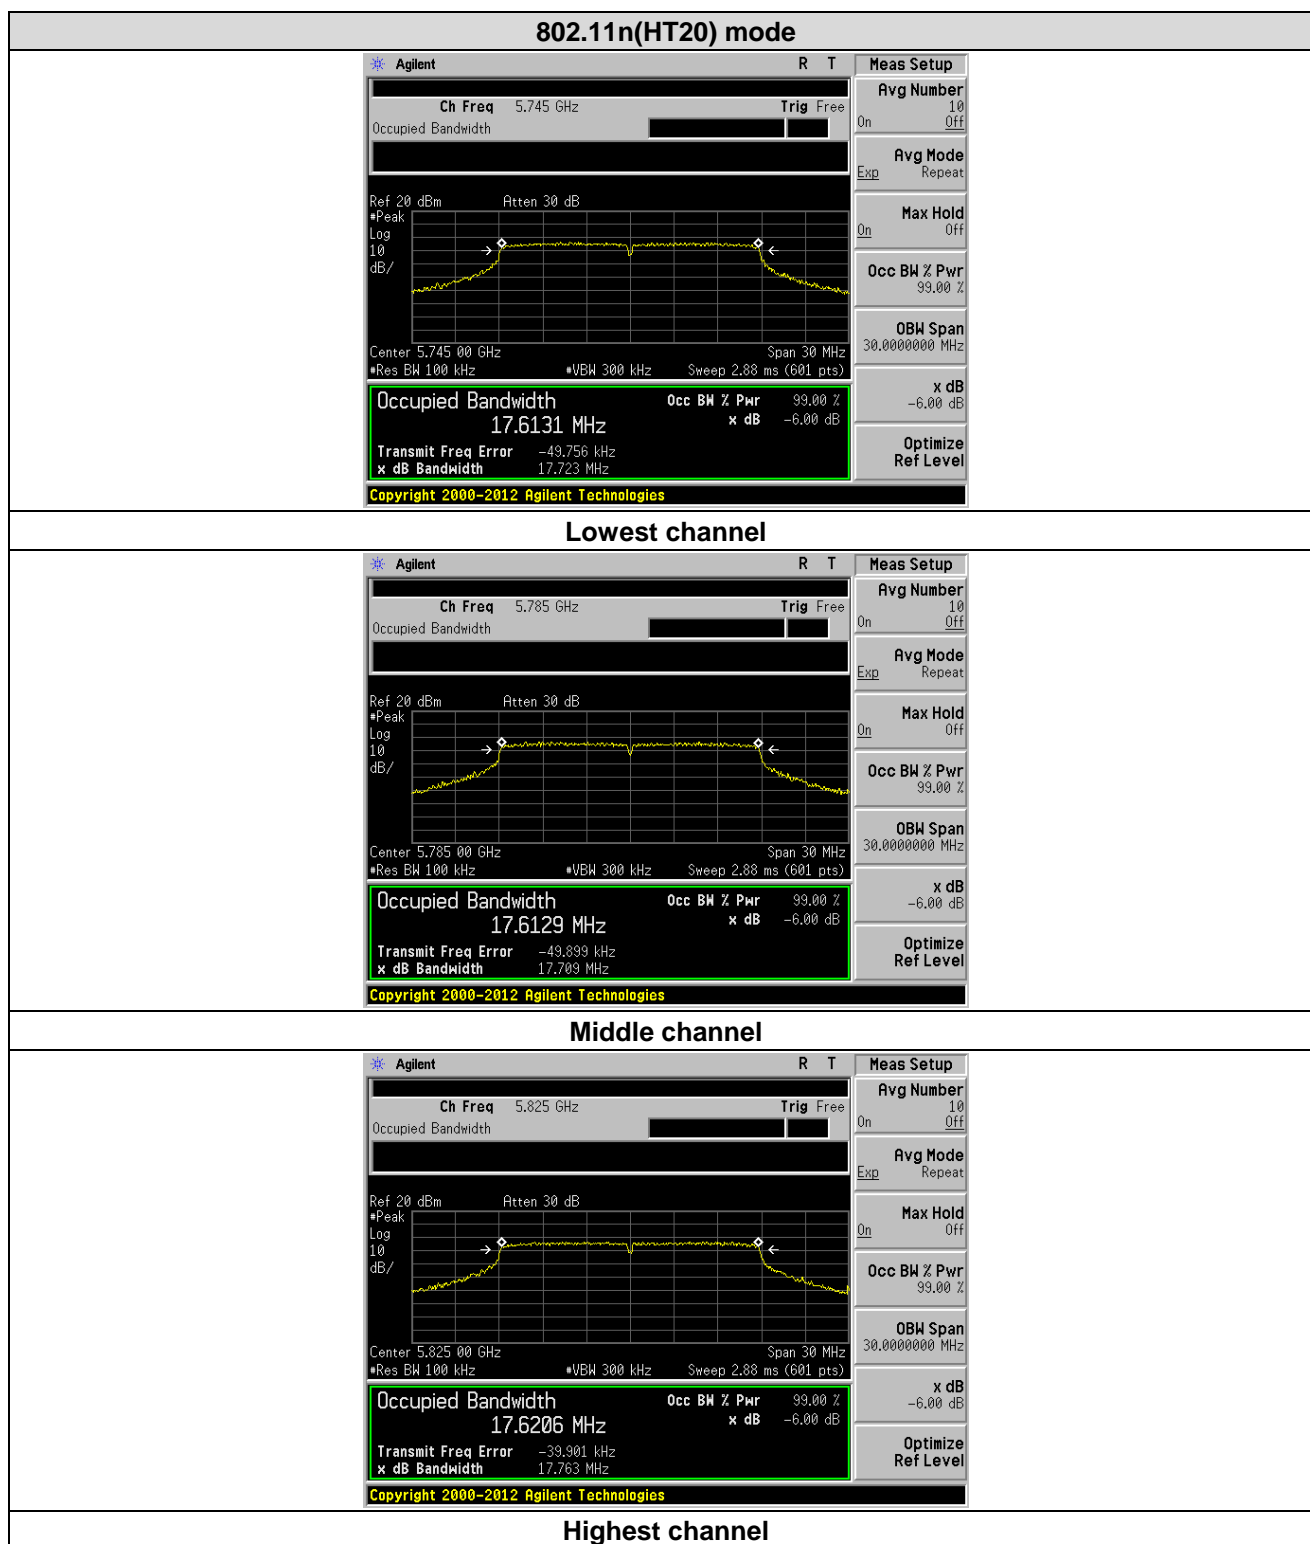 802.11n(HT20) mode
Agilent R T
Ch Freq 5.745 GHz Trig Free
Occupied Bandwidth
Ref 20 dBm Atten 30 dB
#Peak
Log
10
dB/
Center 5.745 00 GHz Span 30 MHz
#Res BW 100 kHz #VBW 300 kHz Sweep 2.88 ms (601 pts)
Occupied Bandwidth Occ BW % Pwr 99.00 %
17.6131 MHz x dB -6.00 dB
Transmit Freq Error -49.756 kHz
x dB Bandwidth 17.723 MHz
Copyright 2000-2012 Agilent Technologies
Meas Setup
Avg Number
10
On Off
Avg Mode
Exp Repeat
Max Hold
On Off
Occ BW % Pwr
99.00 %
OBW Span
30.0000000 MHz
x dB
-6.00 dB
Optimize
Ref Level
Lowest channel
Agilent R T
Ch Freq 5.785 GHz Trig Free
Occupied Bandwidth
Ref 20 dBm Atten 30 dB
#Peak
Log
10
dB/
Center 5.785 00 GHz Span 30 MHz
#Res BW 100 kHz #VBW 300 kHz Sweep 2.88 ms (601 pts)
Occupied Bandwidth Occ BW % Pwr 99.00 %
17.6129 MHz x dB -6.00 dB
Transmit Freq Error -49.899 kHz
x dB Bandwidth 17.709 MHz
Copyright 2000-2012 Agilent Technologies
Meas Setup
Avg Number
10
On Off
Avg Mode
Exp Repeat
Max Hold
On Off
Occ BW % Pwr
99.00 %
OBW Span
30.0000000 MHz
x dB
-6.00 dB
Optimize
Ref Level
Middle channel
Agilent R T
Ch Freq 5.825 GHz Trig Free
Occupied Bandwidth
Ref 20 dBm Atten 30 dB
#Peak
Log
10
dB/
Center 5.825 00 GHz Span 30 MHz
#Res BW 100 kHz #VBW 300 kHz Sweep 2.88 ms (601 pts)
Occupied Bandwidth Occ BW % Pwr 99.00 %
17.6206 MHz x dB -6.00 dB
Transmit Freq Error -39.901 kHz
x dB Bandwidth 17.763 MHz
Copyright 2000-2012 Agilent Technologies
Meas Setup
Avg Number
10
On Off
Avg Mode
Exp Repeat
Max Hold
On Off
Occ BW % Pwr
99.00 %
OBW Span
30.0000000 MHz
x dB
-6.00 dB
Optimize
Ref Level
Highest channel